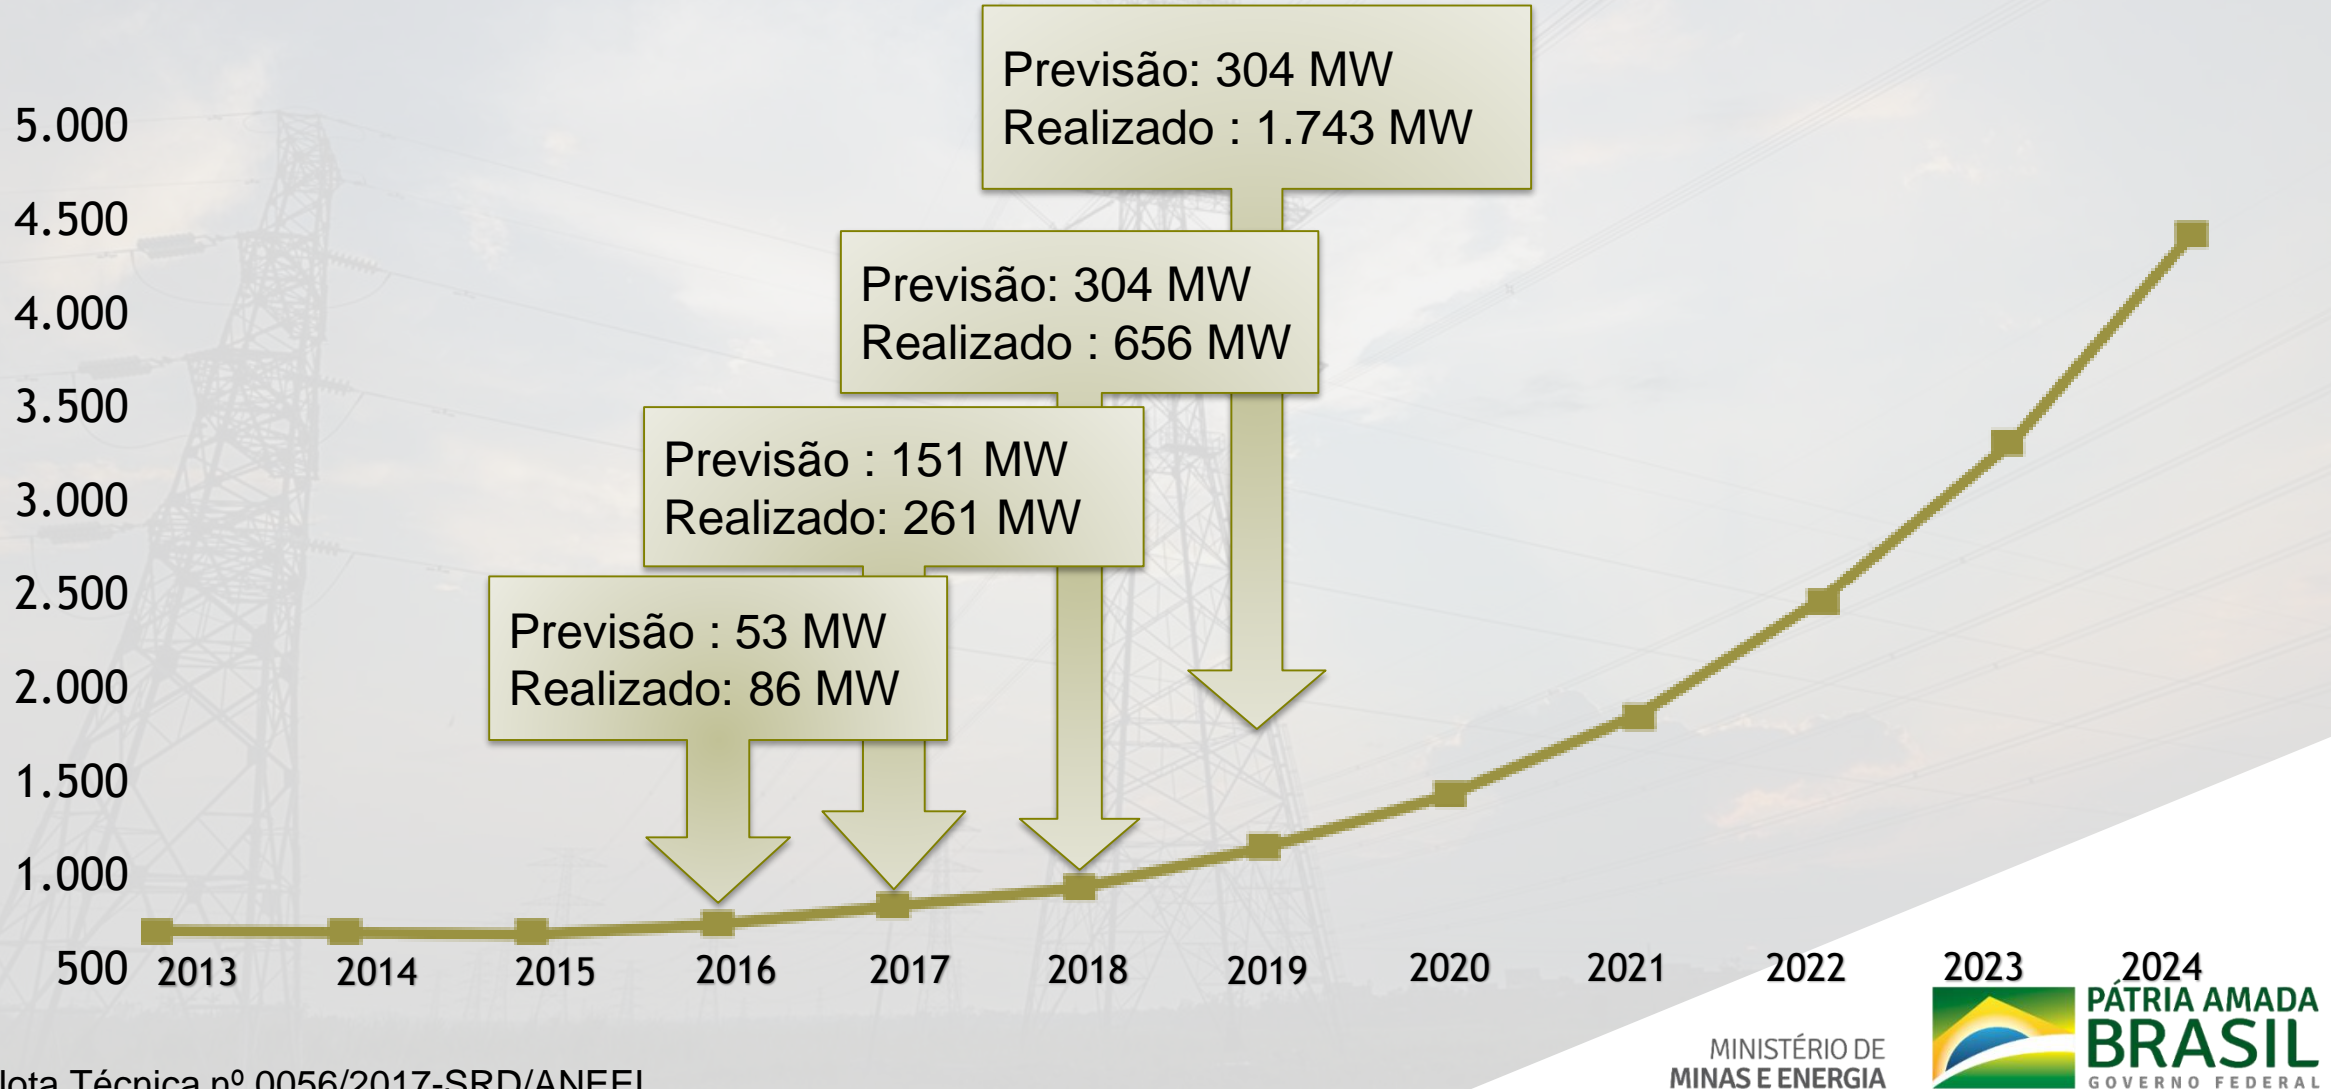 Previsão: 304 MW
Realizado : 1.743 MW
Previsão: 304 MW
Realizado : 656 MW
Previsão : 151 MW
Realizado: 261 MW
Previsão : 53 MW
Realizado: 86 MW
5.000
4.500
4.000
3.500
3.000
2.500
2.000
1.500
1.000
500
2013 2014 2015 2016 2017 2018 2019 2020 2021 2022 2023 2024
Técnica nº 0056/2017-SRD/ANEEL
MINISTÉRIO DE
MINAS E ENERGIA
PÁTRIA AMADA
BRASIL
GOVERNO FEDERAL